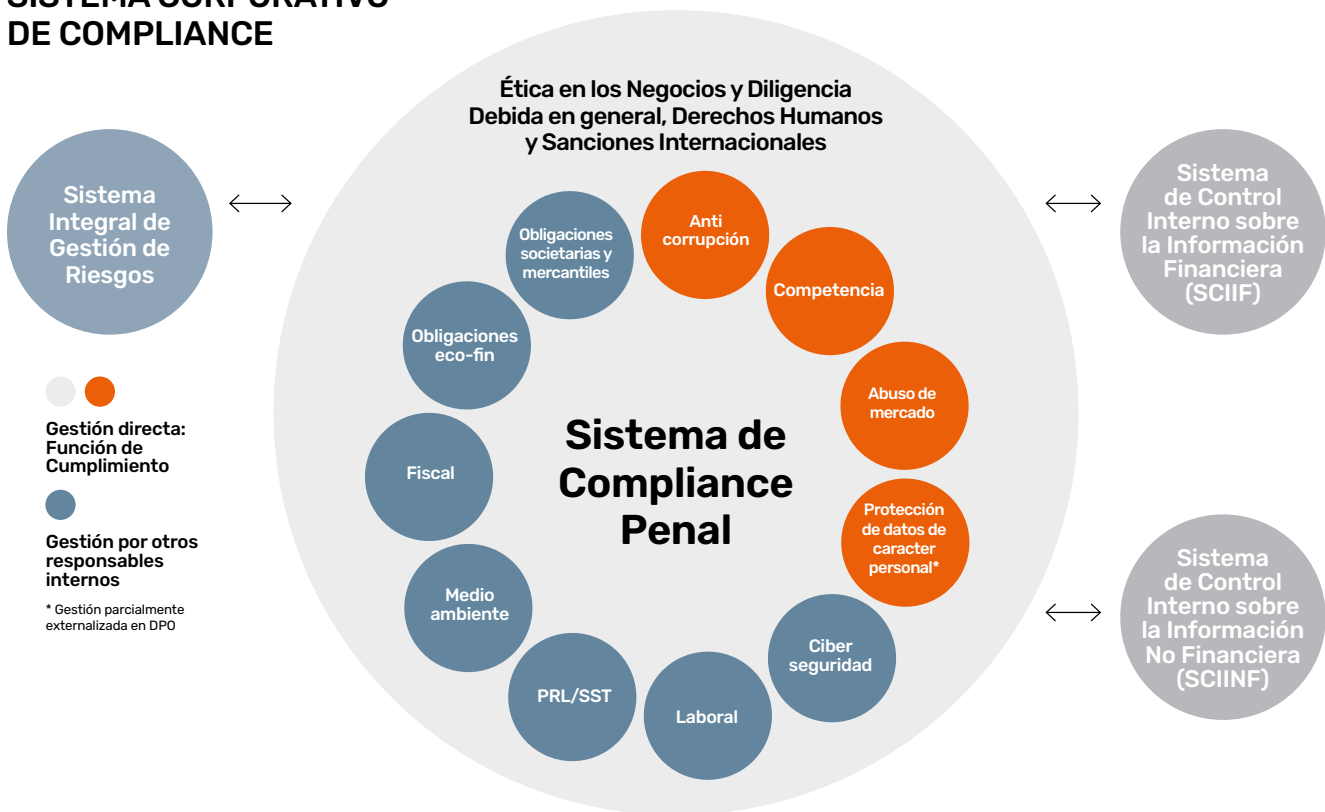 SISTEMA CORPORATIVO
DE COMPLIANCE
Ética en los Negocios y Diligencia
Debida en general, Derechos Humanos
y Sanciones Internacionales
Sistema
Integral de
Gestión de
Riesgos
Sistema
de Control
Interno sobre
la Información
Financiera
(SCIIF)
Obligaciones
societarias y
mercantiles
Anti
corrupción
Competencia
Obligaciones
eco-fin
Abuso de
mercado
Gestión directa:
Función de
Cumplimiento
Sistema de
Compliance
Penal
Fiscal
Protección
de datos de
caracter
personal*
Gestión por otros
responsables
internos
* Gestión parcialmente
externalizada en DPO
Medio
ambiente
Ciber
seguridad
PRL/SST
Laboral
Sistema
de Control
Interno sobre
la Información
No Financiera
(SCIINF)